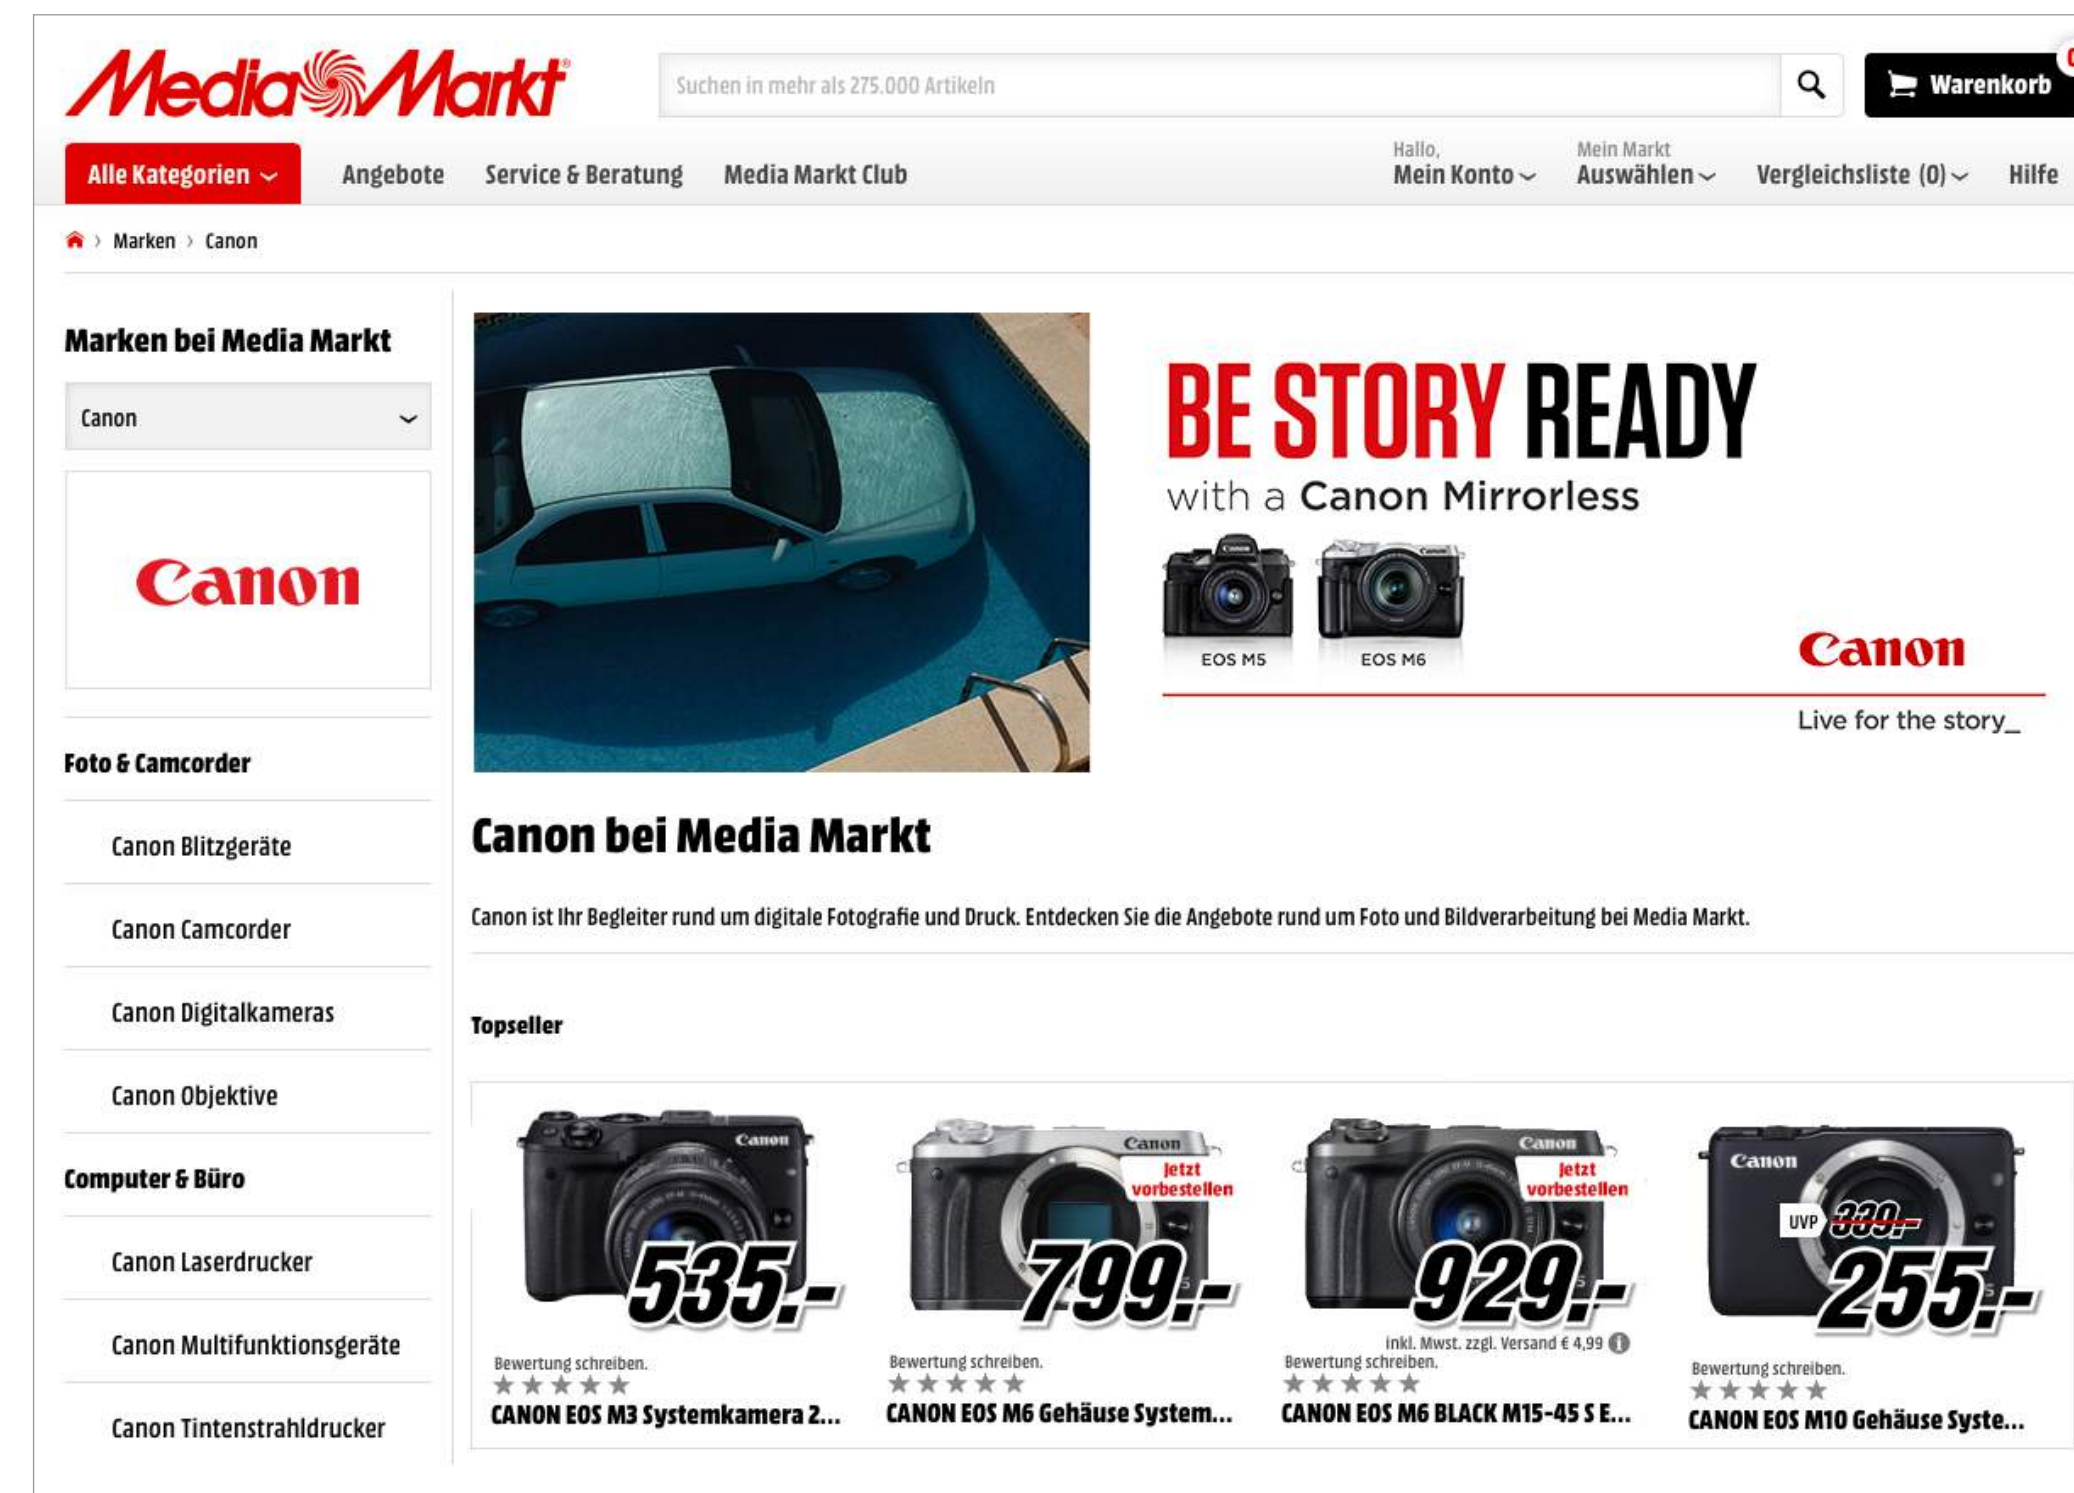 Media Markt
Suchen in mehr als 275.000 Artikeln
Warenkorb
Alle Kategorien
Angebote
Service & Beratung
Media Markt Club
Hallo,
Mein Konto
Mein Markt
Auswählen
Vergleichsliste (0)
Hilfe
Marken › Canon
Marken bei Media Markt
Canon
Canon
Foto & Camcorder
Canon Blitzgeräte
Canon Camcorder
Canon Digitalkameras
Canon Objektive
Computer & Büro
Canon Laserdrucker
Canon Multifunktionsgeräte
Canon Tintenstrahldrucker
BE STORY READY
with a Canon Mirrorless
Canon
Canon
EOS M5
EOS M6
Canon
Live for the story_
Canon bei Media Markt
Canon ist Ihr Begleiter rund um digitale Fotografie und Druck. Entdecken Sie die Angebote rund um Foto und Bildverarbeitung bei Media Markt.
Topseller
Canon
535.-
Bewertung schreiben.
CANON EOS M3 Systemkamera 2...
Canon
Jetzt
vorbestellen
799.-
Bewertung schreiben.
CANON EOS M6 Gehäuse System...
Canon
Jetzt
vorbestellen
929.-
inkl. Mwst. zzgl. Versand € 4,99
Bewertung schreiben.
CANON EOS M6 BLACK M15-45 S E...
Canon
UVP 339,-
255.-
Bewertung schreiben.
CANON EOS M10 Gehäuse Syste...